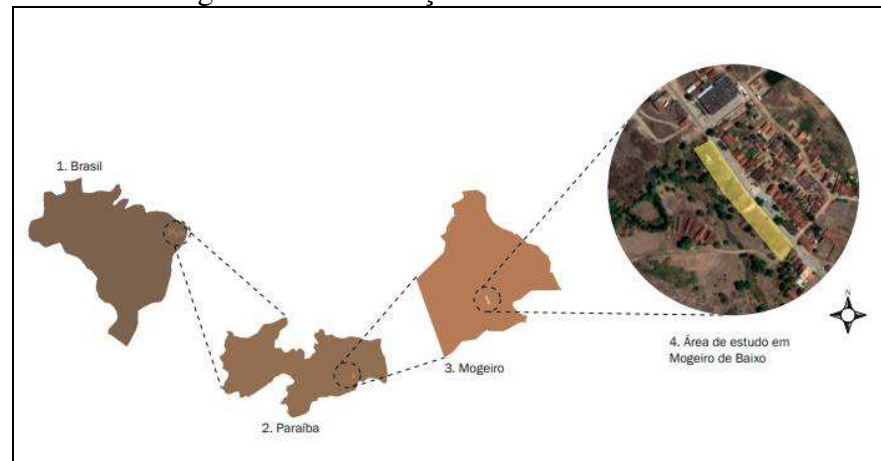 1. Brasil
2. Paraíba
3. Mogeiro
4. Área de estudo em
Mogeiro de Baixo
N